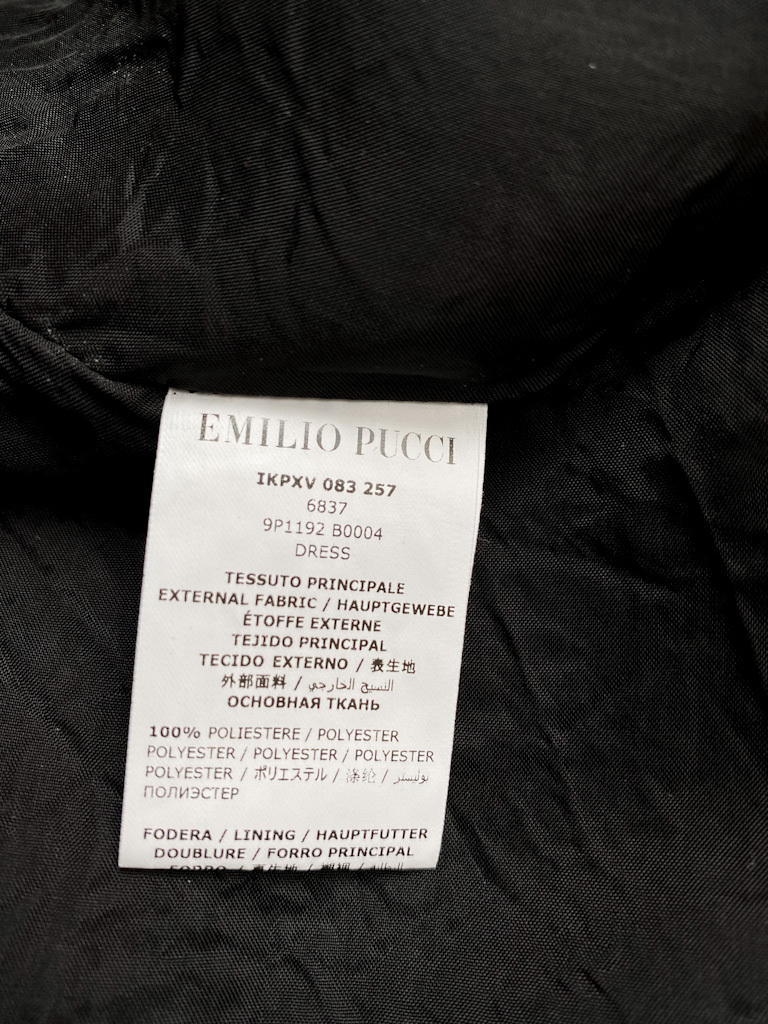 EMILIO PUCCI
IKPXV 083 257
6837
9P1192 B0004
DRESS
TESSUTO PRINCIPALE
EXTERNAL FABRIC / HAUPTGEWEBE
ÉTOFFE EXTERNE
TEJIDO PRINCIPAL
TECIDO EXTERNO / 表生地
外部面料 / النسيج الخارجي
ОСНОВНАЯ ТКАНЬ
100% POLIESTERE / POLYESTER
POLYESTER / POLYESTER / POLYESTER
POLYESTER / ポリエステル / 涤纶 / بوليستر
ПОЛИЭСТЕР
FODERA / LINING / HAUPTFUTTER
DOUBLURE / FORRO PRINCIPAL
FORRO /